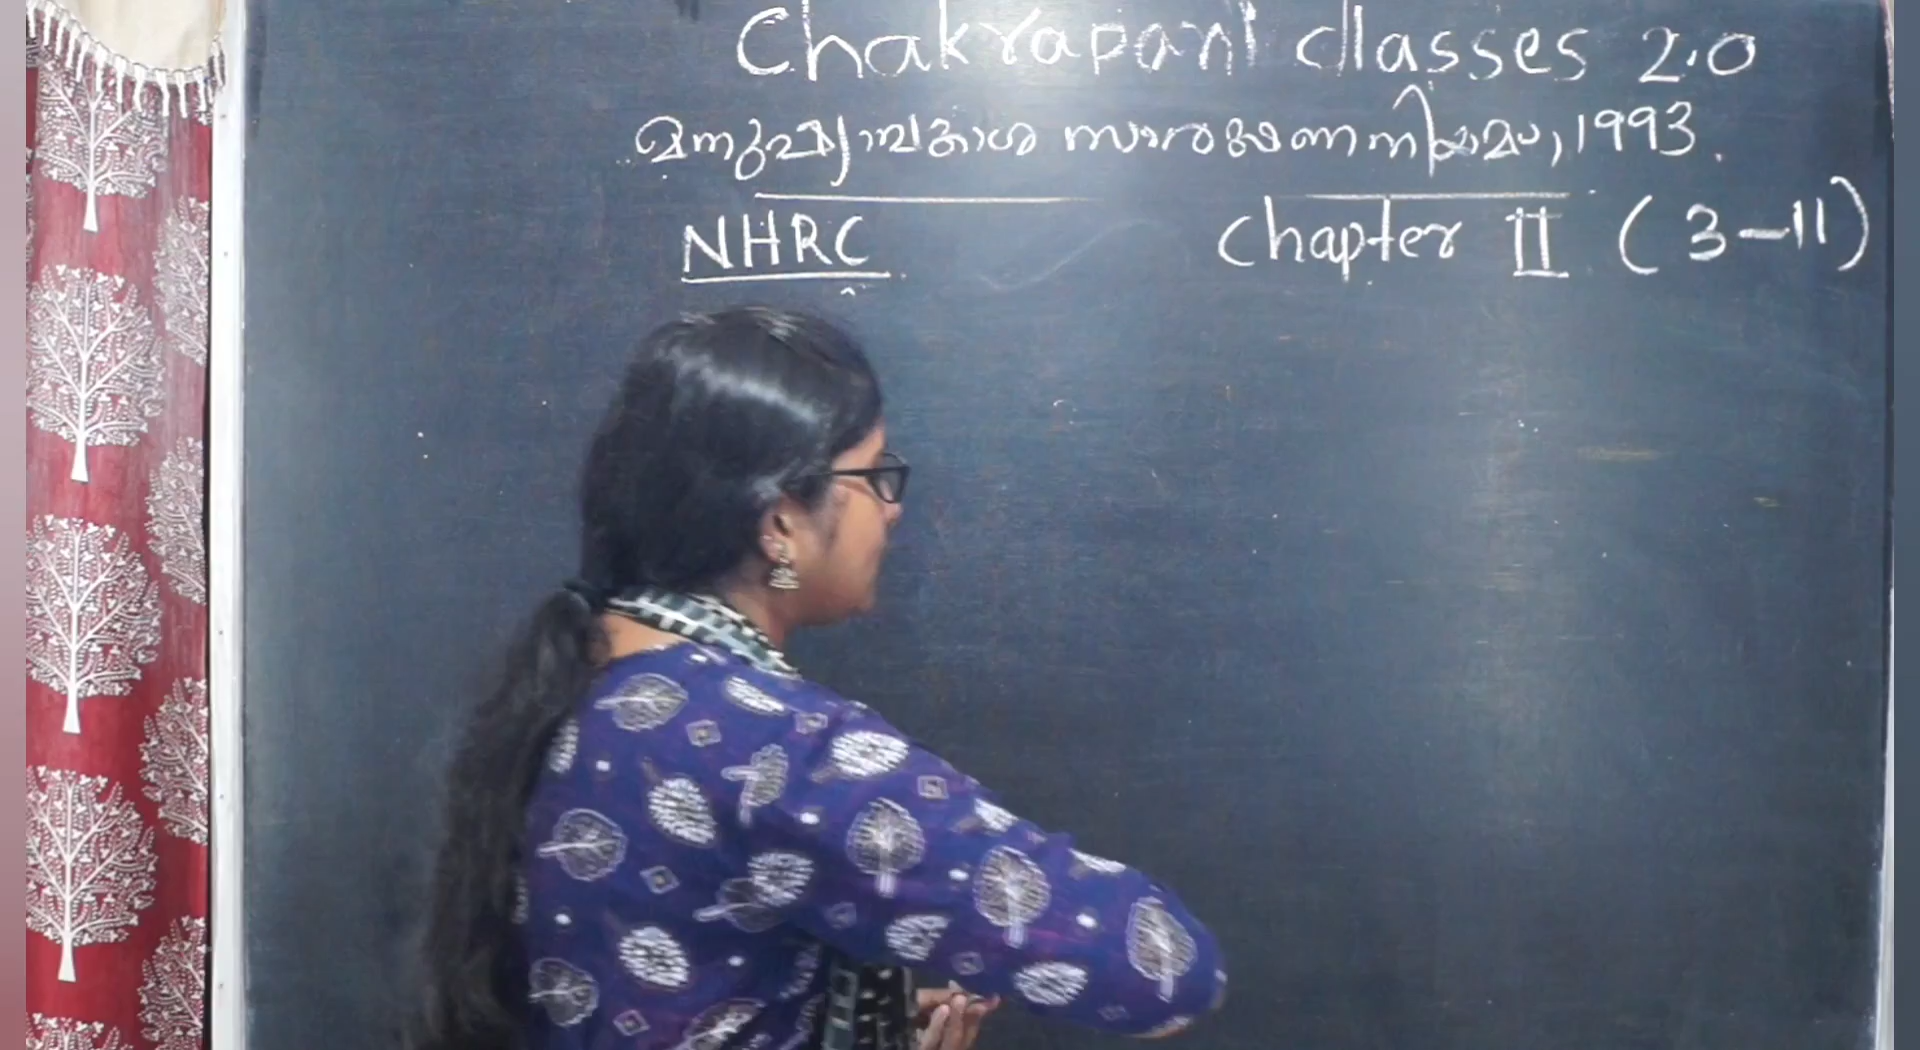 Chakrapani classes 2.0
മനുഷ്യാവകാശ സംരക്ഷണ നിയമം, 1993.
NHRC Chapter II ( 3-11 )